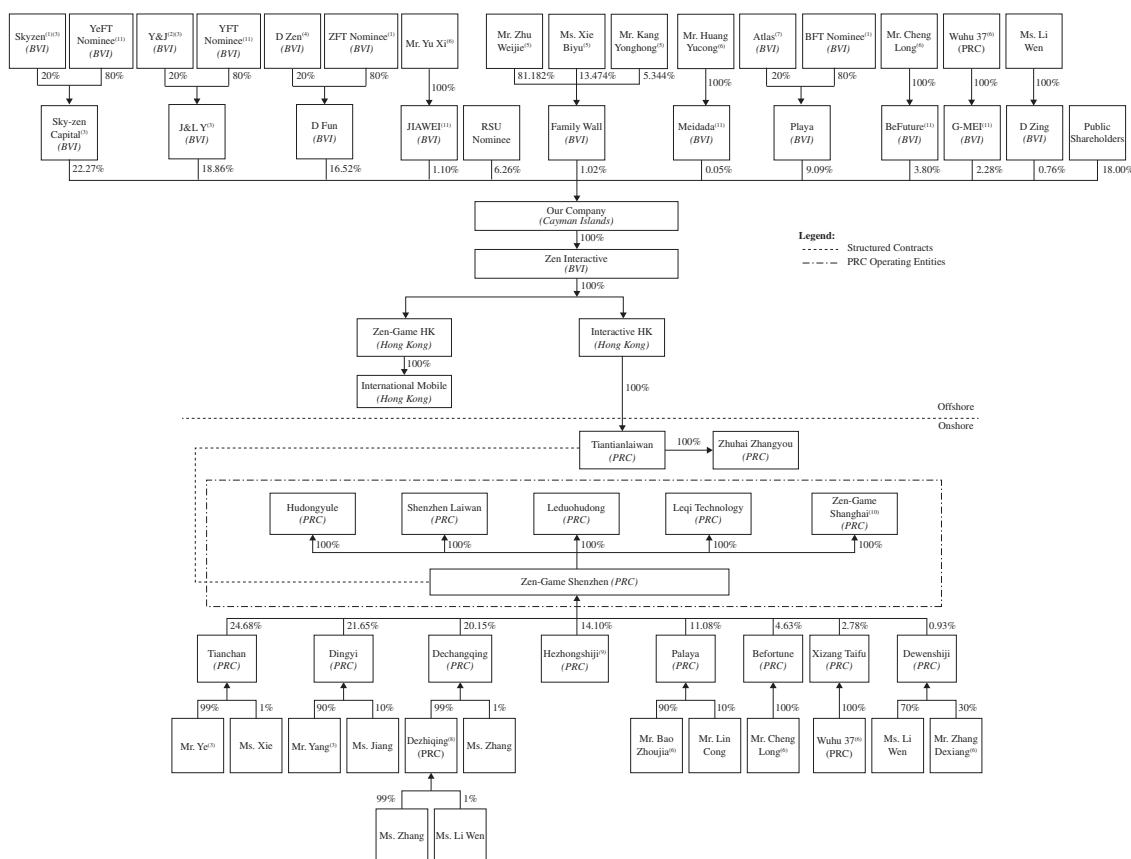 Skyzen(1)(3)
(BVI)
YeFT
Nominee(11)
(BVI)
Y&J(2)(3)
(BVI)
YFT
Nominee(11)
(BVI)
D Zen(4)
(BVI)
ZFT Nominee(1)
(BVI)
Mr. Yu Xi(6)
Mr. Zhu
Weijie(5)
Ms. Xie
Biyu(5)
Mr. Kang
Yonghong(5)
Mr. Huang
Yucong(6)
Atlas(7)
(BVI)
BFT Nominee(1)
(BVI)
Mr. Cheng
Long(6)
Wuhu 37(6)
(PRC)
Ms. Li
Wen
20%
80%
20%
80%
20%
80%
100%
81.182%
13.474%
5.344%
100%
20%
80%
100%
100%
100%
Sky-zen
Capital(3)
(BVI)
J&L Y(3)
(BVI)
D Fun
(BVI)
JIAWEI(11)
(BVI)
RSU
Nominee
Family Wall
(BVI)
Meidada(11)
(BVI)
Playa
(BVI)
BeFuture(11)
(BVI)
G-MEI(11)
(BVI)
D Zing
(BVI)
Public
Shareholders
22.27%
18.86%
16.52%
1.10%
6.26%
1.02%
0.05%
9.09%
3.80%
2.28%
0.76%
18.00%
Our Company
(Cayman Islands)
100%
Zen Interactive
(BVI)
100%
Legend:
Structured Contracts
PRC Operating Entities
Zen-Game HK
(Hong Kong)
Interactive HK
(Hong Kong)
100%
100%
International Mobile
(Hong Kong)
Offshore
Onshore
Tiantianlaiwan
(PRC)
100%
Zhuhai Zhangyou
(PRC)
Hudongyule
(PRC)
Shenzhen Laiwan
(PRC)
Leduohudong
(PRC)
Leqi Technology
(PRC)
Zen-Game
Shanghai(10)
(PRC)
100%
100%
100%
100%
100%
Zen-Game Shenzhen (PRC)
24.68%
21.65%
20.15%
14.10%
11.08%
4.63%
2.78%
0.93%
Tianchan
(PRC)
Dingyi
(PRC)
Dechangqing
(PRC)
Hezhongshiji(9)
(PRC)
Palaya
(PRC)
Befortune
(PRC)
Xizang Taifu
(PRC)
Dewenshiji
(PRC)
99%
1%
90%
10%
99%
1%
90%
10%
100%
100%
70%
30%
Mr. Ye(3)
Ms. Xie
Mr. Yang(3)
Ms. Jiang
Dezhiqing(8)
(PRC)
Ms. Zhang
Mr. Bao
Zhoujia(6)
Mr. Lin
Cong
Mr. Cheng
Long(6)
Wuhu 37(6)
(PRC)
Ms. Li
Wen
Mr. Zhang
Dexiang(6)
99%
1%
Ms. Zhang
Ms. Li Wen